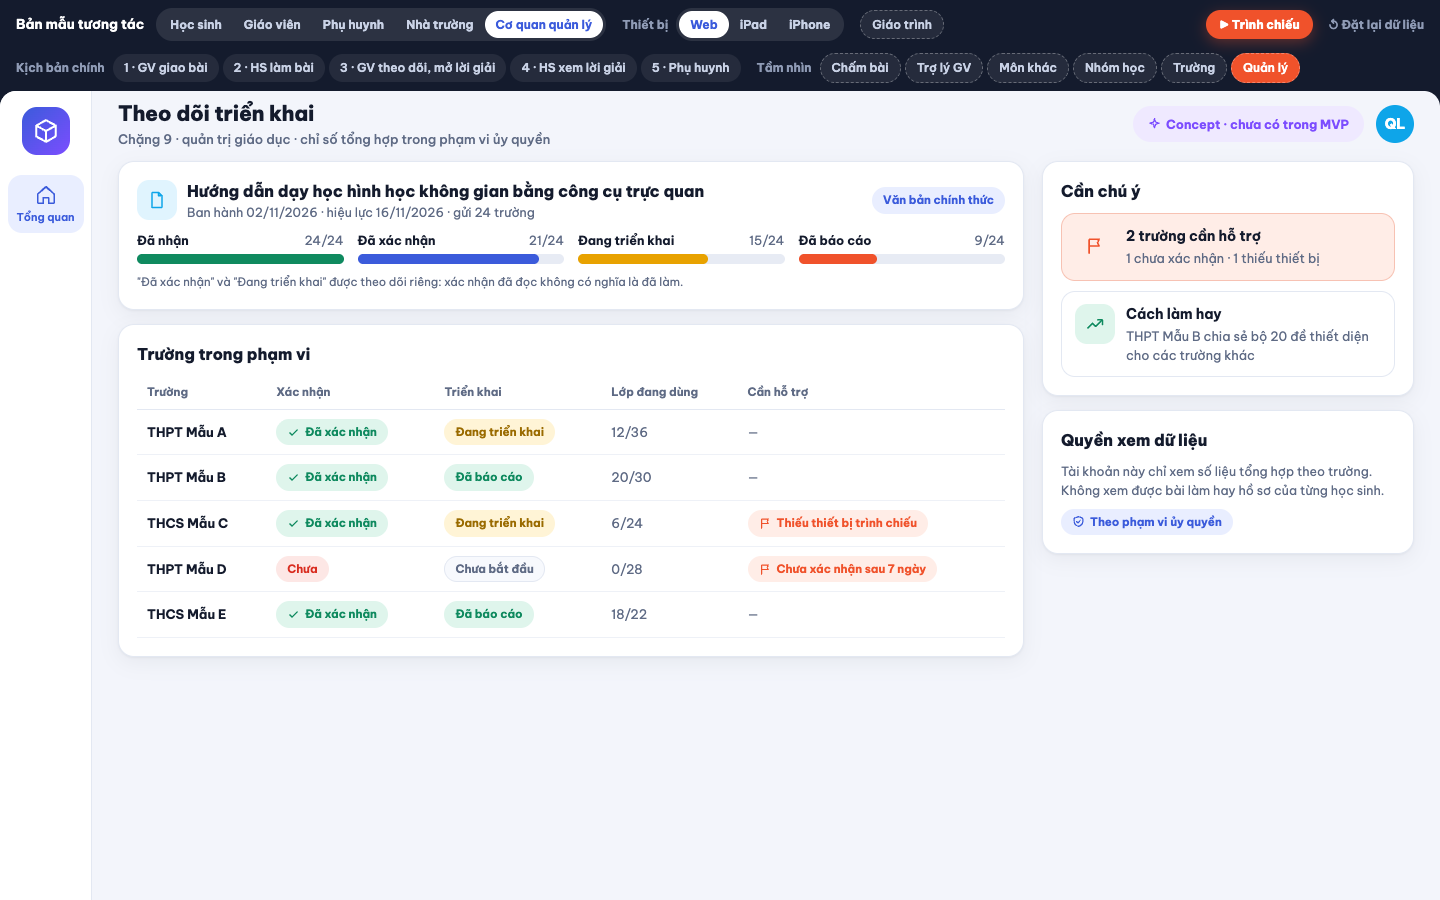 Bản mẫu tương tác
Học sinh
Giáo viên
Phụ huynh
Nhà trường
Cơ quan quản lý
Thiết bị
Web
iPad
iPhone
Giáo trình
Trình chiếu
Đặt lại dữ liệu
Kịch bản chính
1 · GV giao bài
2 · HS làm bài
3 · GV theo dõi, mở lời giải
4 · HS xem lời giải
5 · Phụ huynh
Tầm nhìn
Chấm bài
Trợ lý GV
Môn khác
Nhóm học
Trường
Quản lý
Tổng quan
Theo dõi triển khai
Chặng 9 · quản trị giáo dục · chỉ số tổng hợp trong phạm vi ủy quyền
Concept · chưa có trong MVP
QL
Hướng dẫn dạy học hình học không gian bằng công cụ trực quan
Ban hành 02/11/2026 · hiệu lực 16/11/2026 · gửi 24 trường
Văn bản chính thức
Đã nhận 24/24
Đã xác nhận 21/24
Đang triển khai 15/24
Đã báo cáo 9/24
"Đã xác nhận" và "Đang triển khai" được theo dõi riêng: xác nhận đã đọc không có nghĩa là đã làm.
Trường trong phạm vi
Trường Xác nhận Triển khai Lớp đang dùng Cần hỗ trợ
THPT Mẫu A Đã xác nhận Đang triển khai 12/36 —
THPT Mẫu B Đã xác nhận Đã báo cáo 20/30 —
THCS Mẫu C Đã xác nhận Đang triển khai 6/24 Thiếu thiết bị trình chiếu
THPT Mẫu D Chưa Chưa bắt đầu 0/28 Chưa xác nhận sau 7 ngày
THCS Mẫu E Đã xác nhận Đã báo cáo 18/22 —
Cần chú ý
2 trường cần hỗ trợ
1 chưa xác nhận · 1 thiếu thiết bị
Cách làm hay
THPT Mẫu B chia sẻ bộ 20 đề thiết diện
cho các trường khác
Quyền xem dữ liệu
Tài khoản này chỉ xem số liệu tổng hợp theo trường.
Không xem được bài làm hay hồ sơ của từng học sinh.
Theo phạm vi ủy quyền